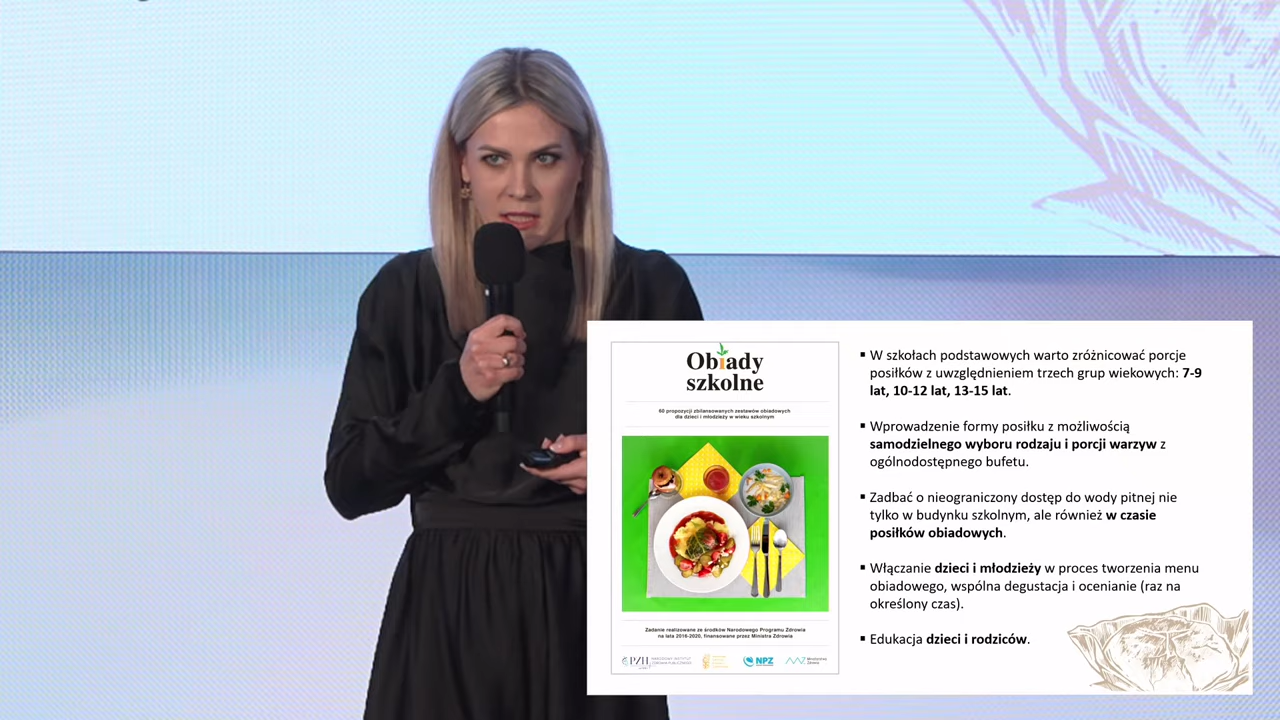 Obiady
szkolne
60 propozycji zbilansowanych zestawów obiadowych
dla dzieci i młodzieży w wieku szkolnym
Zadanie realizowane ze środków Narodowego Programu Zdrowia
na lata 2016-2020, finansowane przez Ministra Zdrowia
PZH
NPZ
▪ W szkołach podstawowych warto zróżnicować porcje
posiłków z uwzględnieniem trzech grup wiekowych: 7-9
lat, 10-12 lat, 13-15 lat.
▪ Wprowadzenie formy posiłku z możliwością
samodzielnego wyboru rodzaju i porcji warzyw z
ogólnodostępnego bufetu.
▪ Zadbać o nieograniczony dostęp do wody pitnej nie
tylko w budynku szkolnym, ale również w czasie
posiłków obiadowych.
▪ Włączanie dzieci i młodzieży w proces tworzenia menu
obiadowego, wspólna degustacja i ocenianie (raz na
określony czas).
▪ Edukacja dzieci i rodziców.